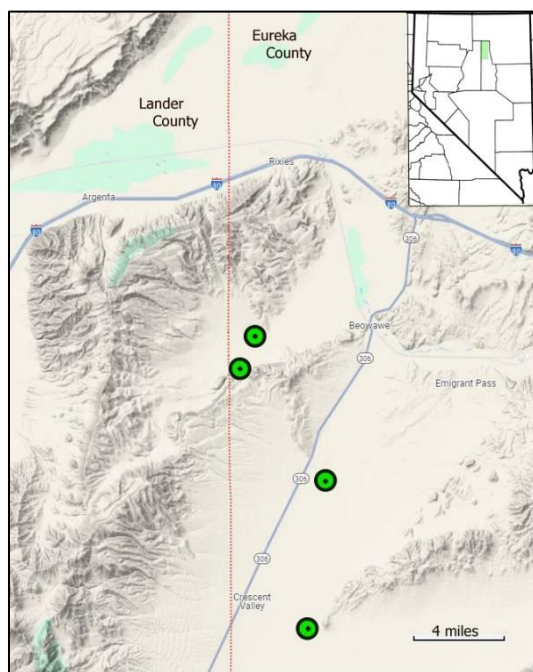 Eureka
County
Lander
County
Rixies
Argenta
80
80
80
306
80
Beowawe
306
Emigrant Pass
306
306
Crescent
Valley
4 miles